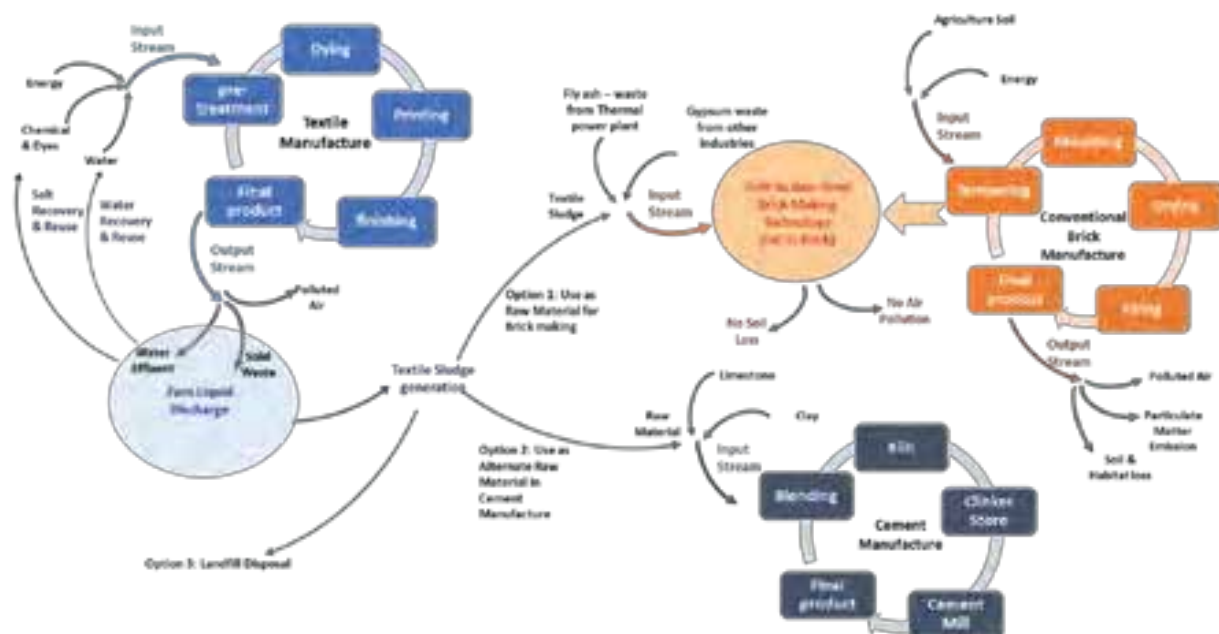 Input
Stream
Energy
Chemical
& Dyes
Water
Salt
Recovery
& Reuse
Water
Recovery
& Reuse
pre-
treatment
Dying
Printing
finishing
Final
product
Textile
Manufacture
Output
Stream
Polluted
Air
Water
Effluent
Solid
Waste
Zero Liquid
Discharge
Textile Sludge
generation
Option 1: Use as
Raw Material for
Brick making
Option 2: Use as
Alternate Raw
Material in
Cement
Manufacture
Option 3: Landfill Disposal
Fly ash – waste
from Thermal
power plant
Gypsum waste
from other
Industries
Textile
Sludge
Input
Stream
Brick Making
Technology
No Soil
Loss
No Air
Pollution
Agriculture Soil
Energy
Input
Stream
Moulding
Drying
Firing
Final
product
Conventional
Brick
Manufacture
Output
Stream
Polluted Air
Particulate
Matter
Emission
Soil &
Habitat loss
Limestone
Raw
Material
Clay
Input
Stream
Blending
Kiln
Clinker
Store
Cement
Mill
Final
product
Cement
Manufacture